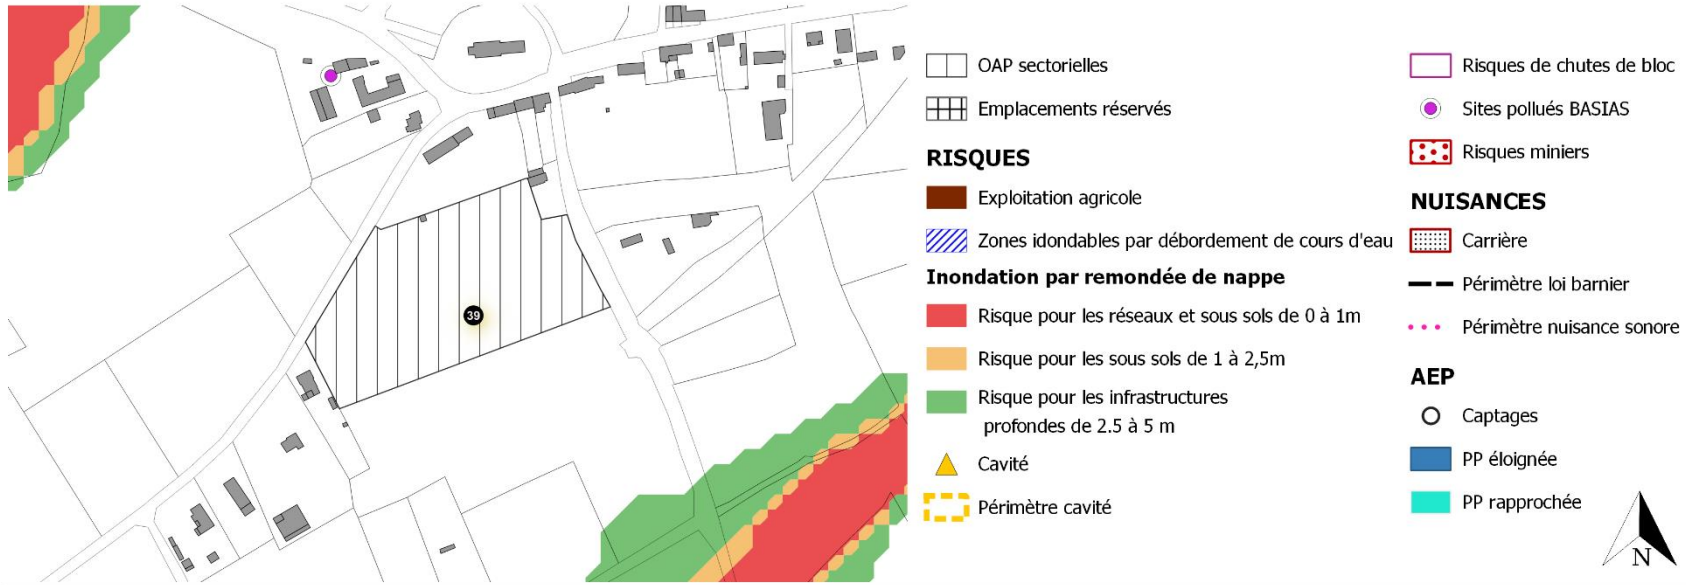 39
OAP sectorielles
Emplacements réservés
RISQUES
Exploitation agricole
Zones idondables par débordement de cours d'eau
Inondation par remondée de nappe
Risque pour les réseaux et sous sols de 0 à 1m
Risque pour les sous sols de 1 à 2,5m
Risque pour les infrastructures
profondes de 2.5 à 5 m
Cavité
Périmètre cavité
Risques de chutes de bloc
Sites pollués BASIAS
Risques miniers
NUISANCES
Carrière
Périmètre loi barnier
Périmètre nuisance sonore
AEP
Captages
PP éloignée
PP rapprochée
N